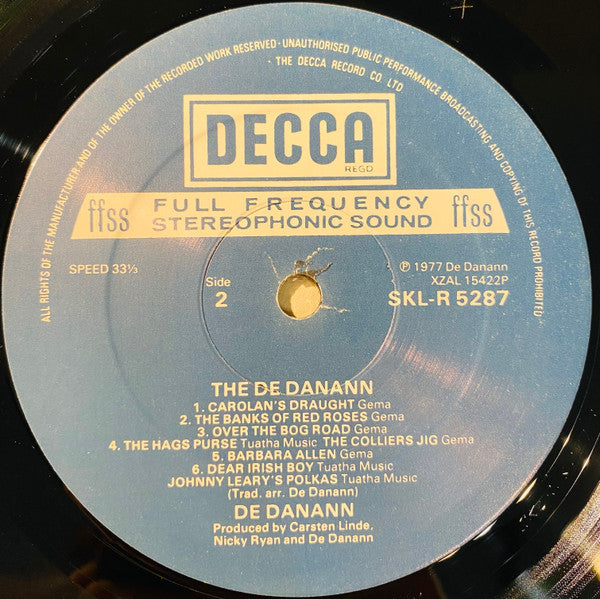 ALL RIGHTS OF THE MANUFACTURER AND OF THE OWNER OF THE RECORDED WORK RESERVED · UNAUTHORISED PUBLIC PERFORMANCE BROADCASTING AND COPYING OF THIS RECORD PROHIBITED
· THE DECCA RECORD CO LTD
DECCA
REGD
ffss FULL FREQUENCY STEREOPHONIC SOUND ffss
SPEED 33⅓
Side
2
℗ 1977 De Danann
XZAL 15422P
SKL-R 5287
THE DE DANANN
1. CAROLAN'S DRAUGHT Gema
2. THE BANKS OF RED ROSES Gema
3. OVER THE BOG ROAD Gema
4. THE HAGS PURSE Tuatha Music THE COLLIERS JIG Gema
5. BARBARA ALLEN Gema
6. DEAR IRISH BOY Tuatha Music
JOHNNY LEARY'S POLKAS Tuatha Music
(Trad. arr. De Danann)
DE DANANN
Produced by Carsten Linde,
Nicky Ryan and De Danann